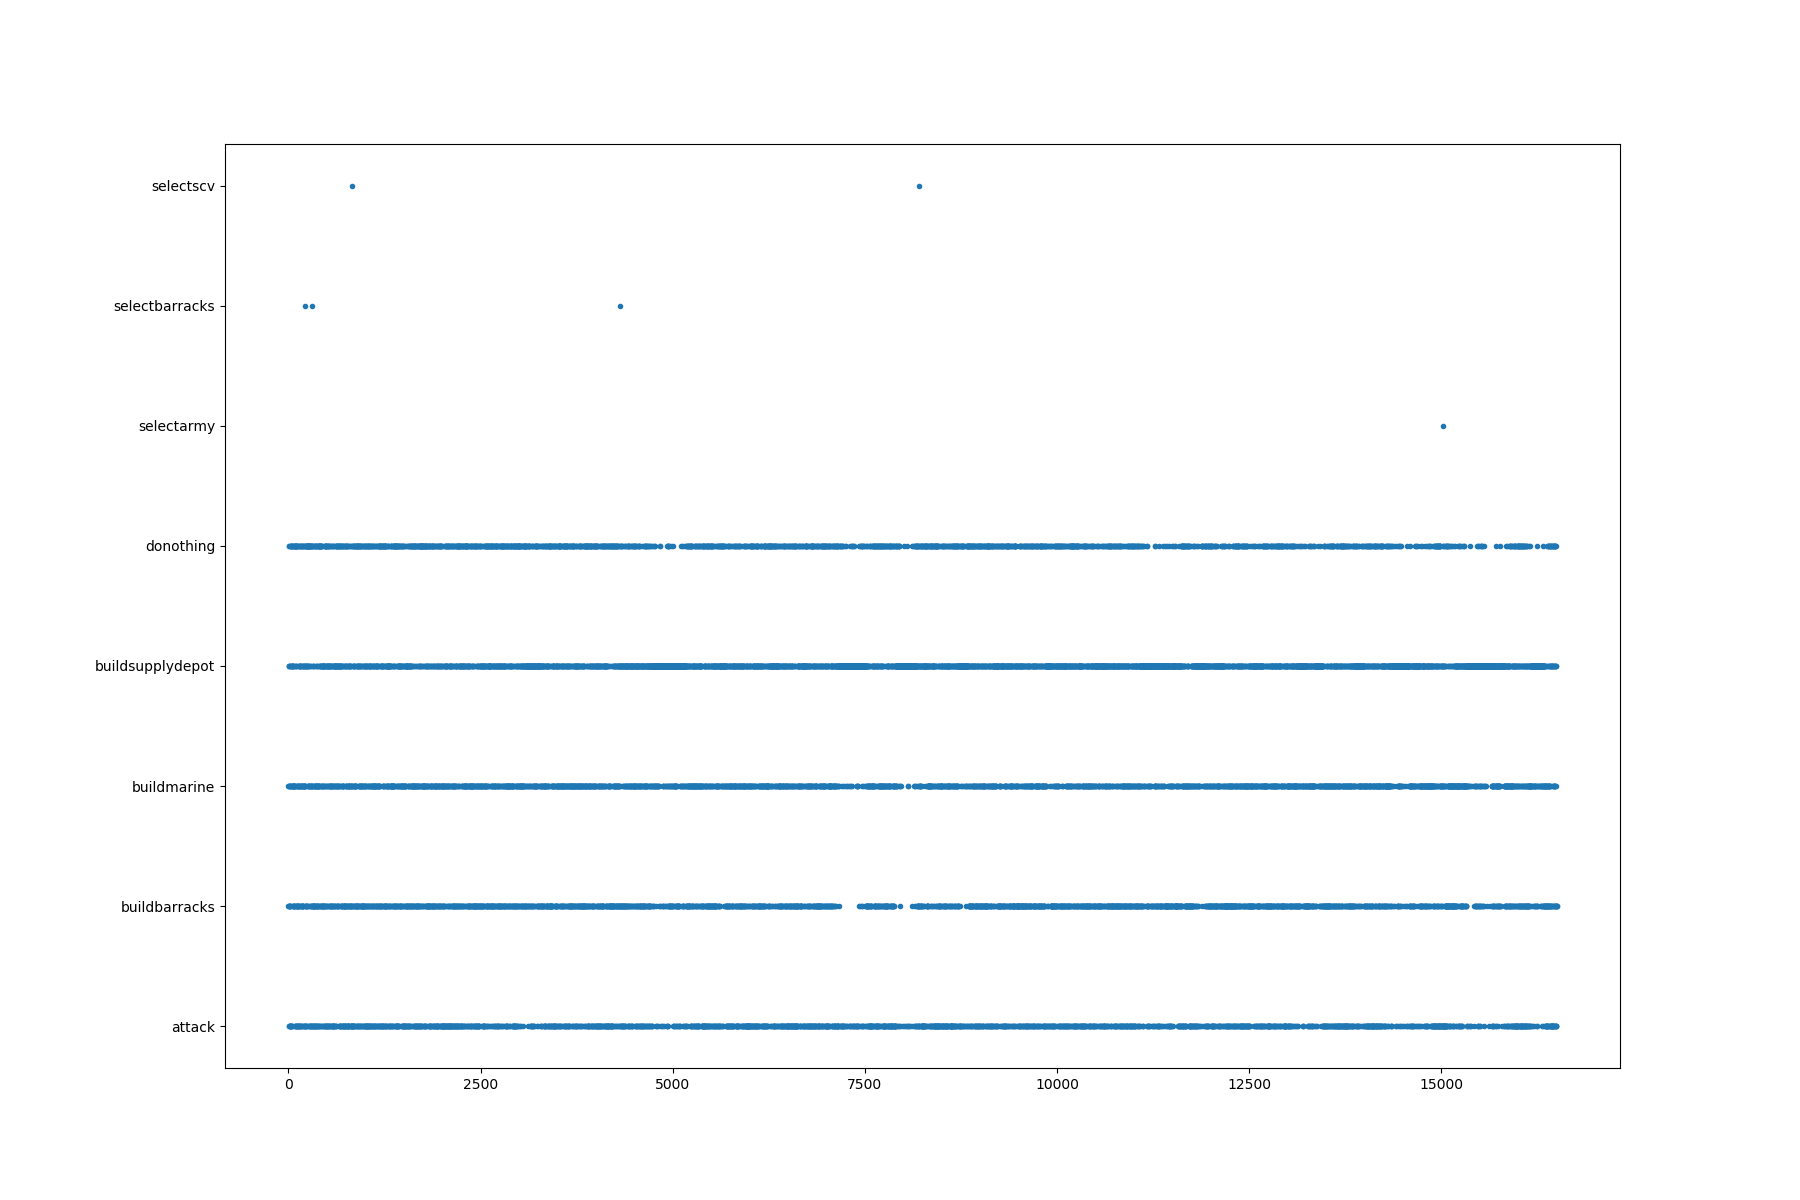 selectscv
selectbarracks
selectarmy
donothing
buildsupplydepot
buildmarine
buildbarracks
attack
0 2500 5000 7500 10000 12500 15000